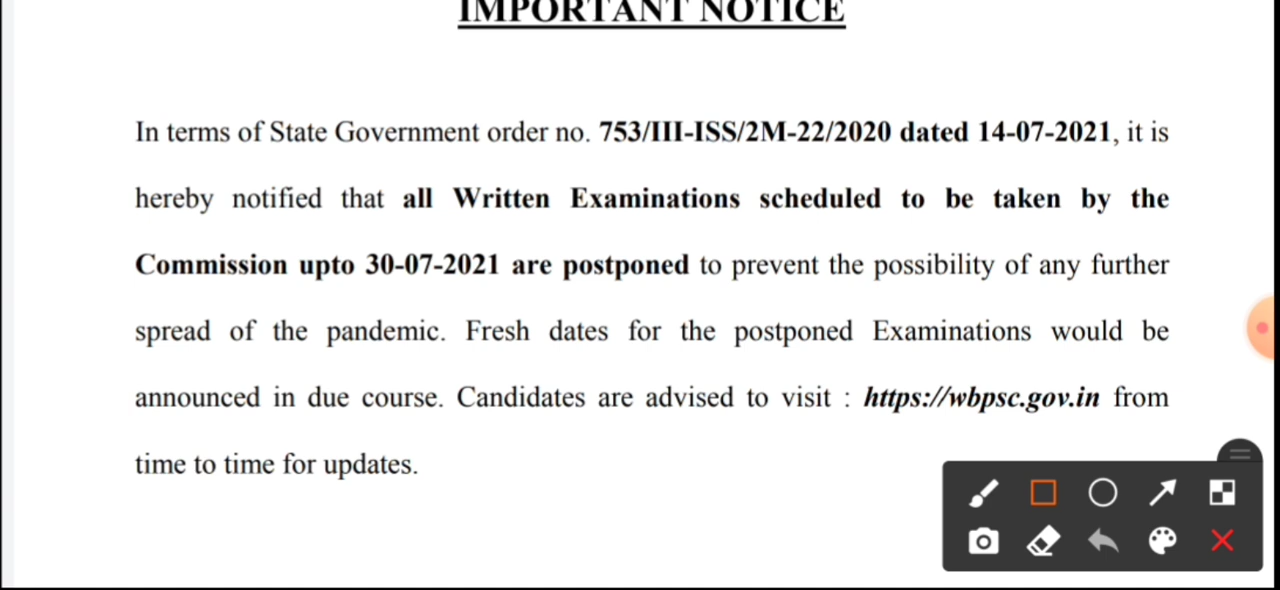 IMPORTANT NOTICE
In terms of State Government order no. 753/III-ISS/2M-22/2020 dated 14-07-2021, it is
hereby notified that all Written Examinations scheduled to be taken by the
Commission upto 30-07-2021 are postponed to prevent the possibility of any further
spread of the pandemic. Fresh dates for the postponed Examinations would be
announced in due course. Candidates are advised to visit : https://wbpsc.gov.in from
time to time for updates.